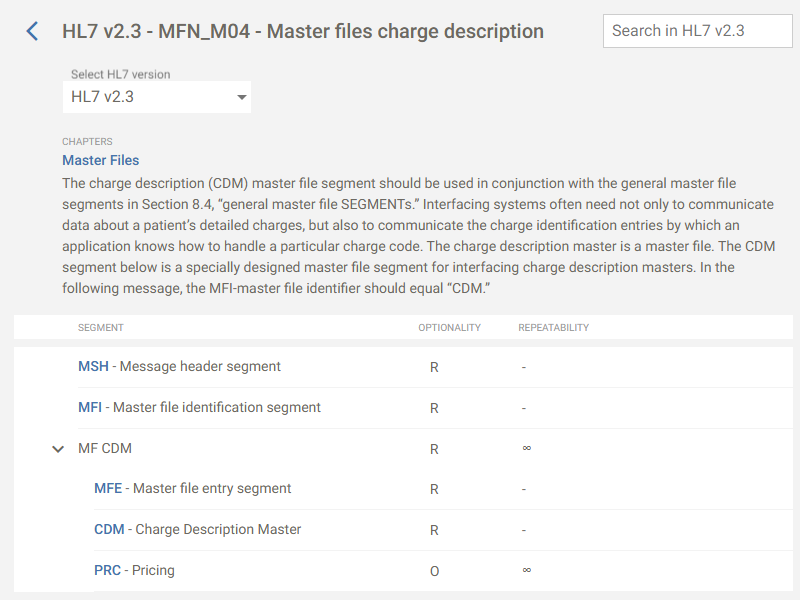 HL7 v2.3 - MFN_M04 - Master files charge description
Search in HL7 v2.3
Select HL7 version
HL7 v2.3
CHAPTERS
Master Files
The charge description (CDM) master file segment should be used in conjunction with the general master file
segments in Section 8.4, “general master file SEGMENTs.” Interfacing systems often need not only to communicate
data about a patient’s detailed charges, but also to communicate the charge identification entries by which an
application knows how to handle a particular charge code. The charge description master is a master file. The CDM
segment below is a specially designed master file segment for interfacing charge description masters. In the
following message, the MFI-master file identifier should equal “CDM.”
SEGMENT OPTIONALITY REPEATABILITY
MSH - Message header segment R -
MFI - Master file identification segment R -
MF CDM R ∞
MFE - Master file entry segment R -
CDM - Charge Description Master R -
PRC - Pricing O ∞